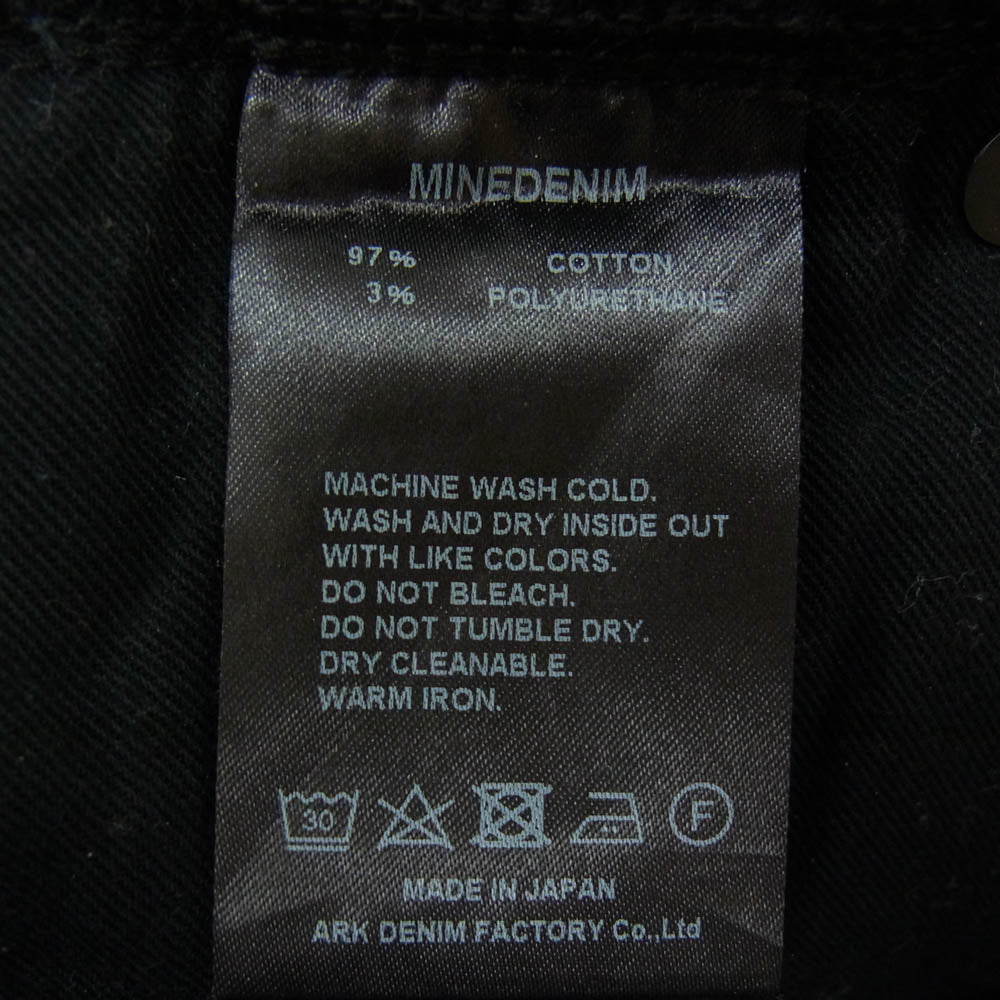 MINEDENIM
97% COTTON
3% POLYURETHANE
MACHINE WASH COLD.
WASH AND DRY INSIDE OUT
WITH LIKE COLORS.
DO NOT BLEACH.
DO NOT TUMBLE DRY.
DRY CLEANABLE.
WARM IRON.
30 F
MADE IN JAPAN
ARK DENIM FACTORY Co.,Ltd